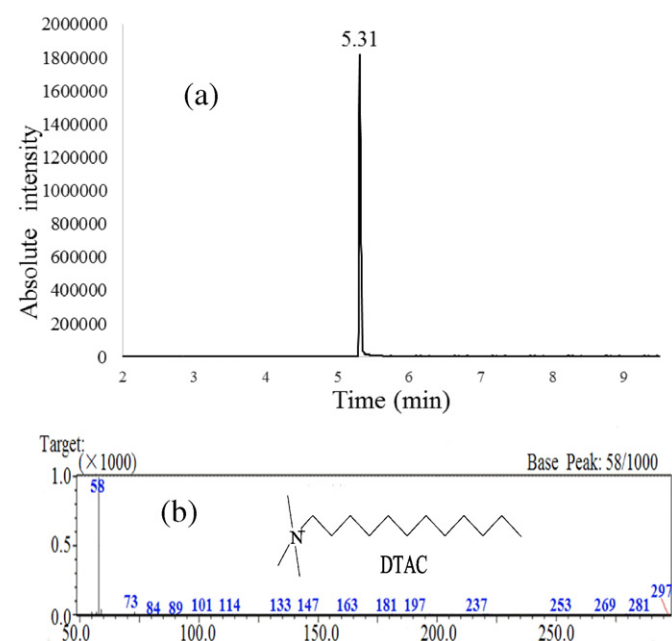 2000000
5.31
1800000
(a)
1600000
1400000
1200000
1000000
800000
600000
400000
200000
0
Absolute intensity
2 3 4 5 6 7 8 9
Time (min)
Target:
(×1000) Base Peak: 58/1000
1.0
58
(b)
0.5
N+
DTAC
73 84 89 101 114 133 147 163 181 197 237 253 269 281 297
0.0
50.0 100.0 150.0 200.0 250.0